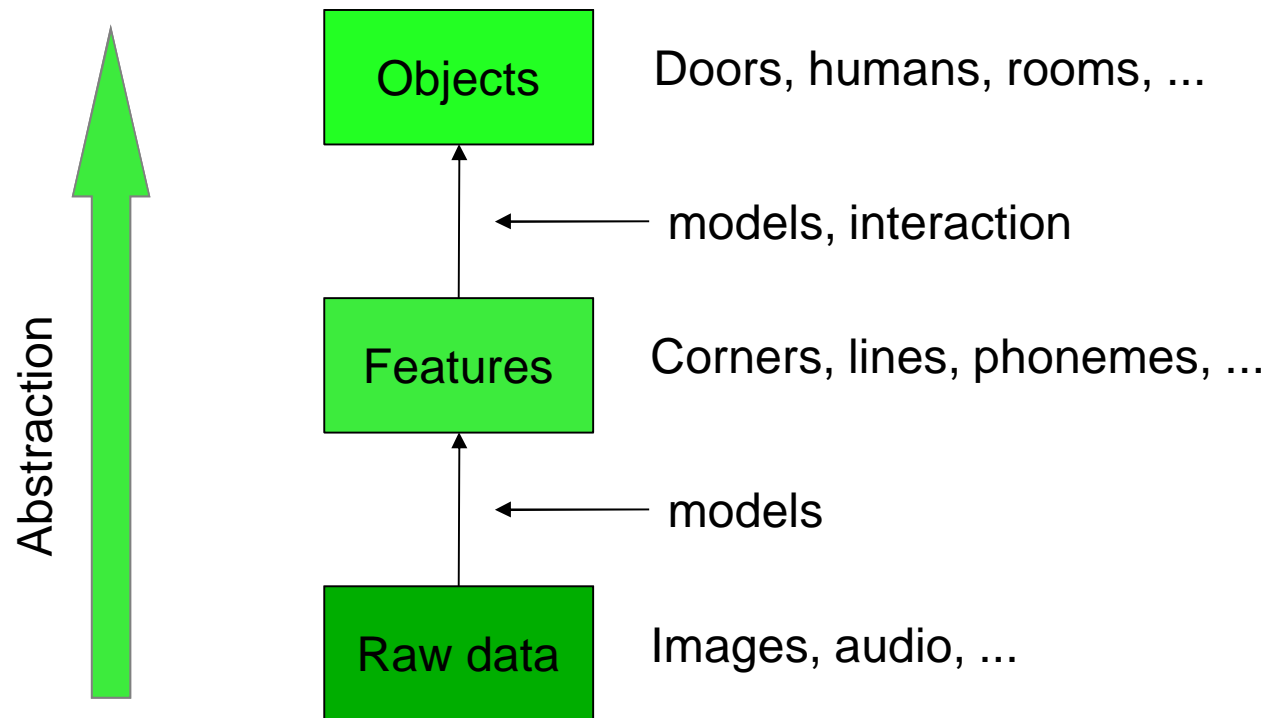 Objects
Doors, humans, rooms, ...
models, interaction
Features
Corners, lines, phonemes, ...
Abstraction
models
Raw data
Images, audio, ...